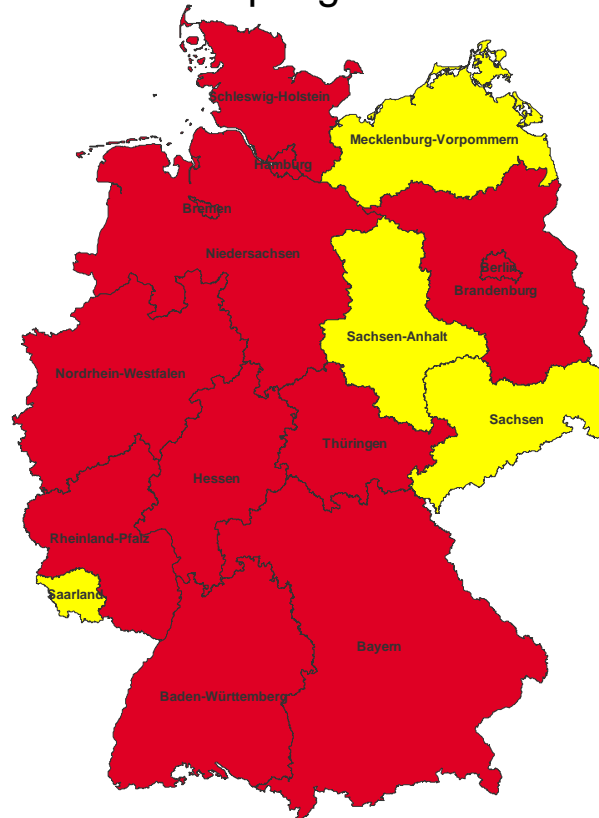 Schleswig-Holstein
Mecklenburg-Vorpommern
Hamburg
Bremen
Niedersachsen
Berlin
Brandenburg
Sachsen-Anhalt
Nordrhein-Westfalen
Sachsen
Thüringen
Hessen
Rheinland-Pfalz
Saarland
Bayern
Baden-Württemberg